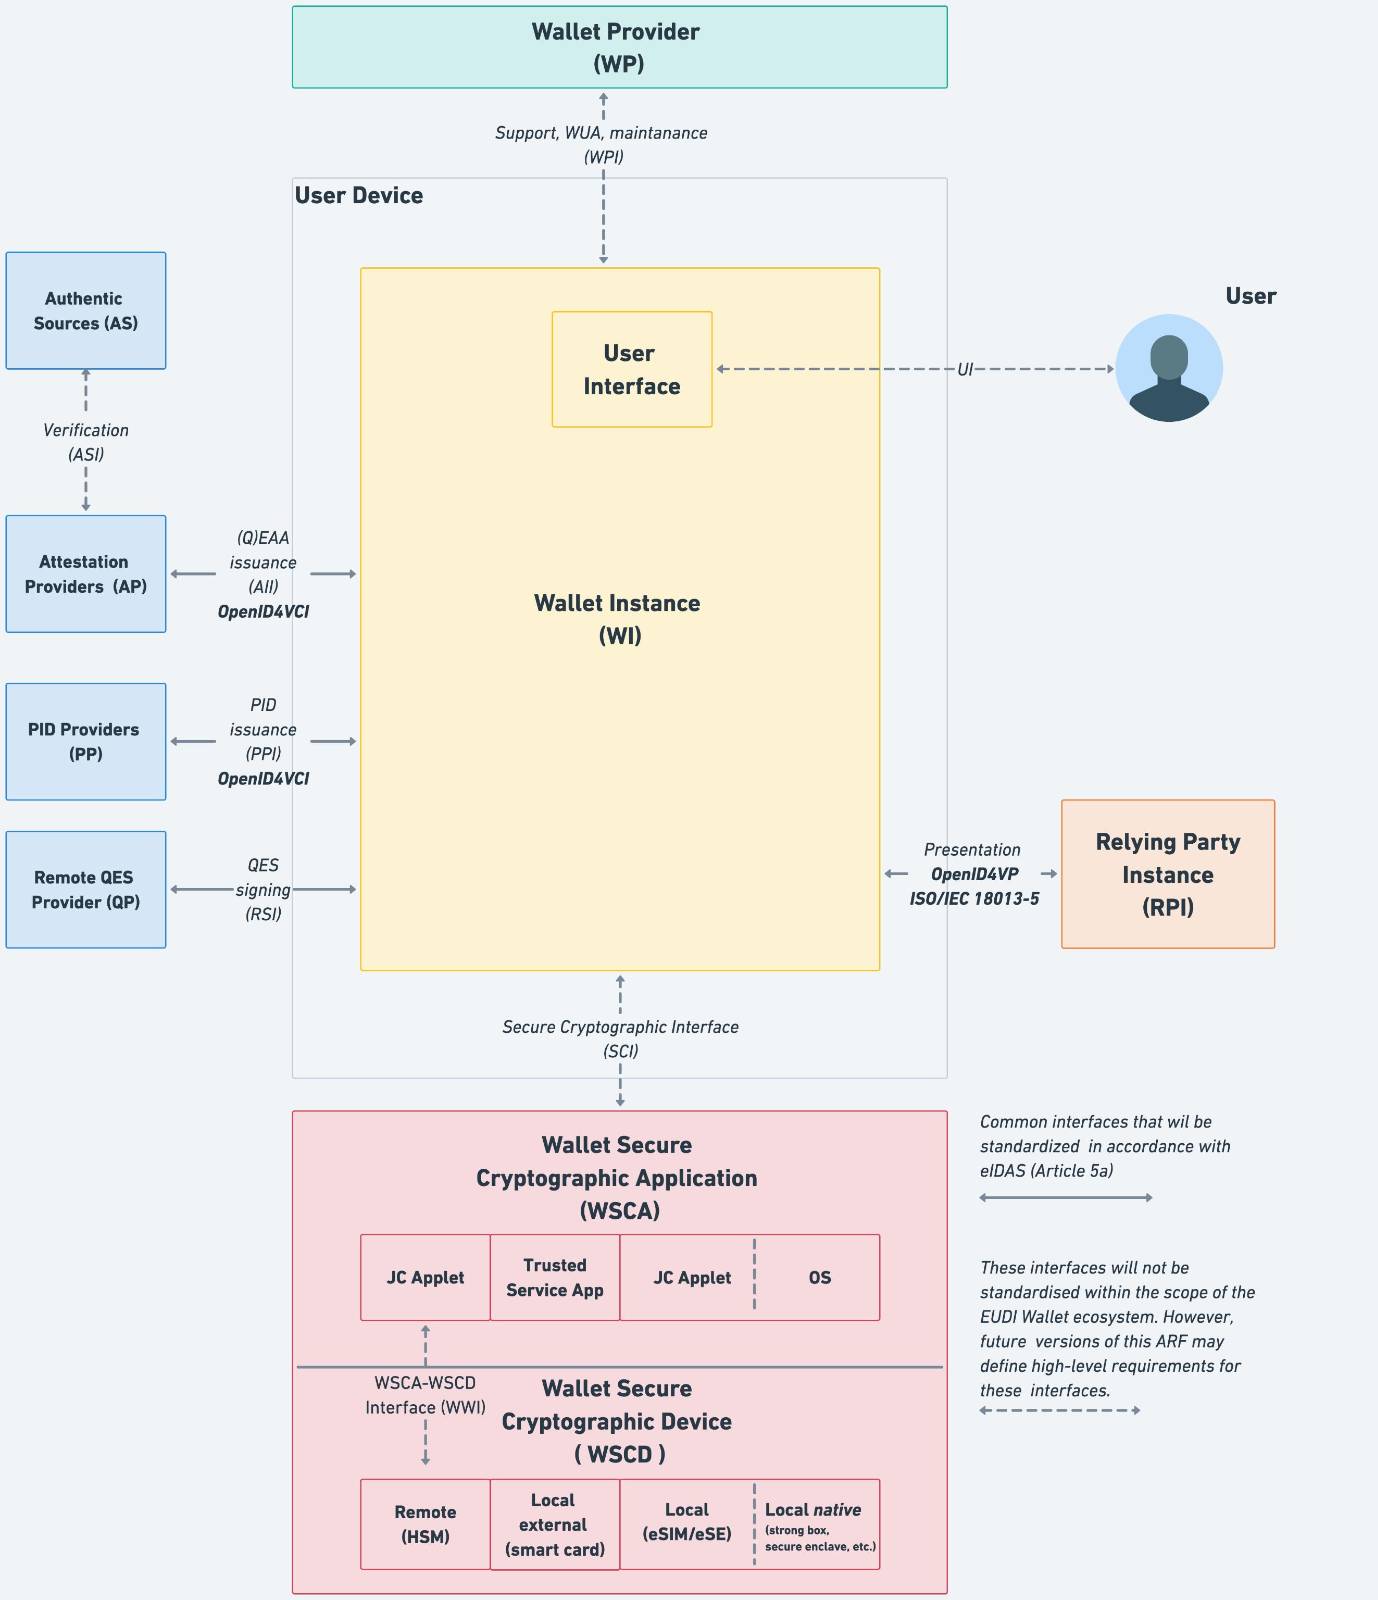 Wallet Provider
(WP)
Support, WUA, maintanance
(WPI)
User Device
Authentic
Sources (AS)
User
User
Interface
UI
Verification
(ASI)
Attestation
Providers (AP)
(Q)EAA
issuance
(AII)
OpenID4VCI
Wallet Instance
(WI)
PID Providers
(PP)
PID
issuance
(PPI)
OpenID4VCI
Remote QES
Provider (QP)
QES
signing
(RSI)
Presentation
OpenID4VP
ISO/IEC 18013-5
Relying Party
Instance
(RPI)
Secure Cryptographic Interface
(SCI)
Wallet Secure
Cryptographic Application
(WSCA)
JC Applet
Trusted
Service App
JC Applet
OS
WSCA-WSCD
Interface (WWI)
Wallet Secure
Cryptographic Device
( WSCD )
Remote
(HSM)
Local
external
(smart card)
Local
(eSIM/eSE)
Local native
(strong box,
secure enclave, etc.)
Common interfaces that wil be
standardized in accordance with
eIDAS (Article 5a)
These interfaces will not be
standardised within the scope of the
EUDI Wallet ecosystem. However,
future versions of this ARF may
define high-level requirements for
these interfaces.